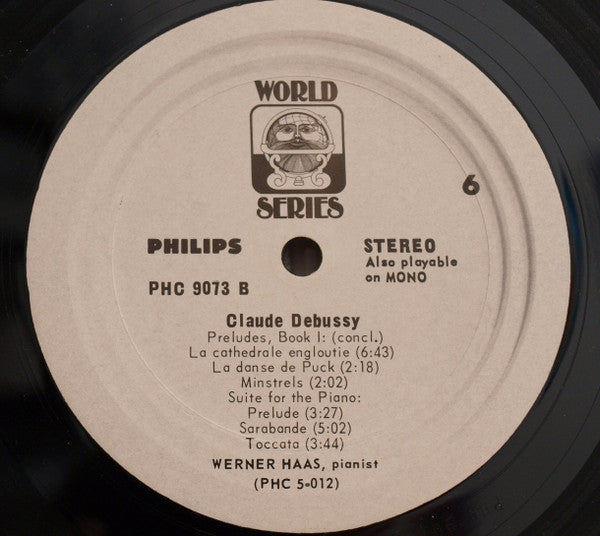 WORLD
SERIES
6
PHILIPS
STEREO
Also playable
on MONO
PHC 9073 B
Claude Debussy
Preludes, Book I: (concl.)
La cathedrale engloutie (6:43)
La danse de Puck (2:18)
Minstrels (2:02)
Suite for the Piano:
Prelude (3:27)
Sarabande (5:02)
Toccata (3:44)
WERNER HAAS, pianist
(PHC 5-012)